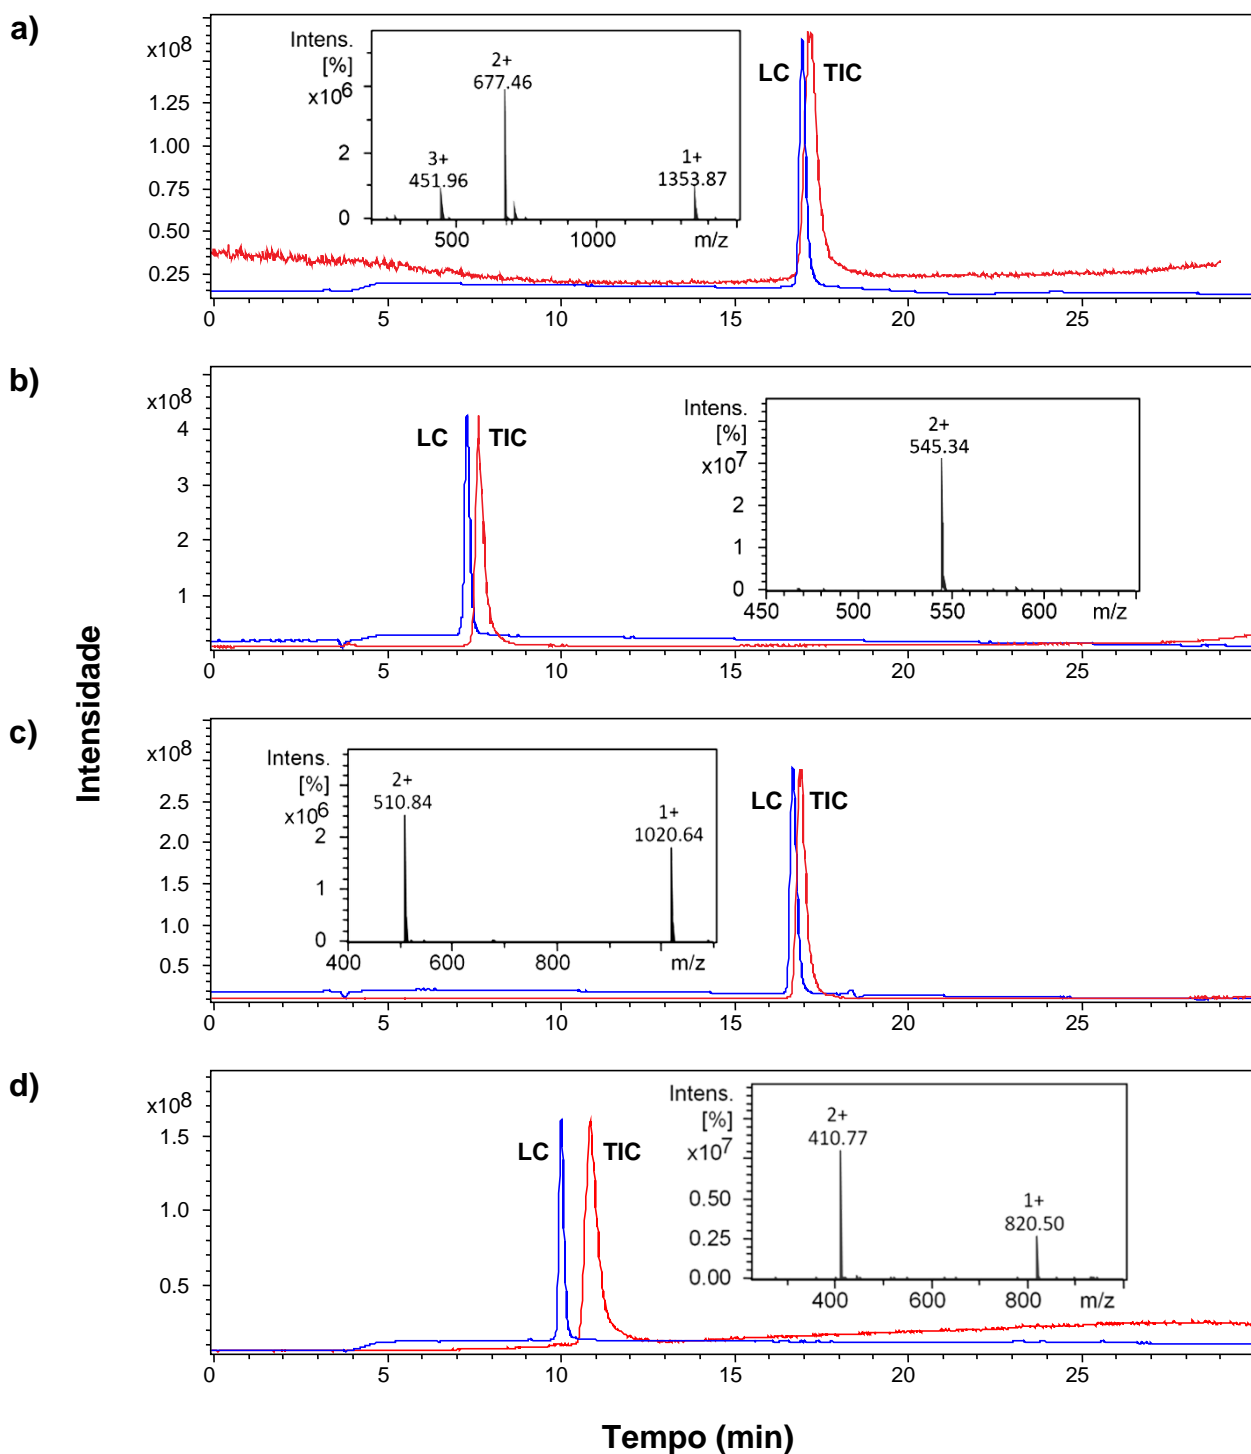 a)
x10⁸
1.25
1.00
0.75
0.50
0.25
Intens.
[%]
x10⁶
2
0
3+
451.96
2+
677.46
1+
1353.87
500 1000 m/z
LC TIC
0 5 10 15 20 25
b)
x10⁸
4
3
2
1
LC TIC
Intens.
[%]
x10⁷
2
1
0
2+
545.34
450 500 550 600 m/z
0 5 10 15 20 25
Intensidade
c)
x10⁸
2.5
2.0
1.5
1.0
0.5
Intens.
[%]
x10⁶
2
1
0
2+
510.84
1+
1020.64
400 600 800 m/z
LC TIC
0 5 10 15 20 25
d)
x10⁸
1.5
1.0
0.5
LC TIC
Intens.
[%]
x10⁷
0.50
0.25
0.00
2+
410.77
1+
820.50
400 600 800 m/z
0 5 10 15 20 25
Tempo (min)